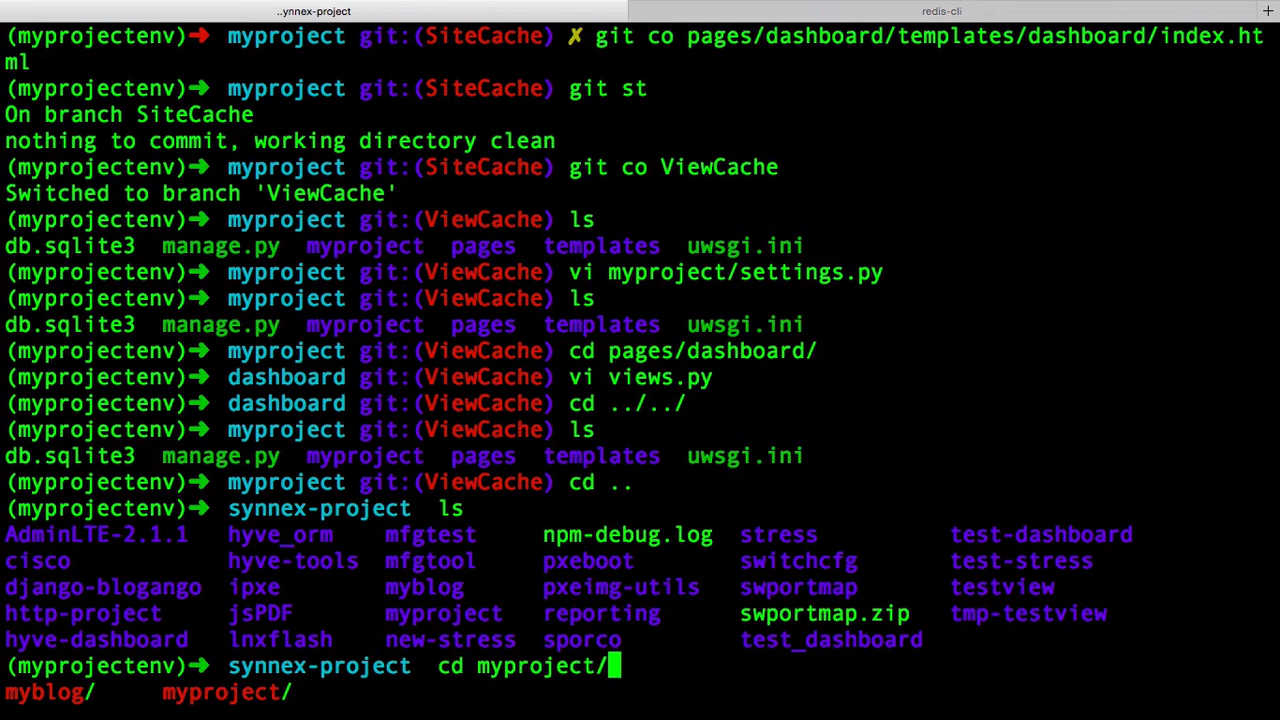 ..ynnex-project redis-cli +
(myprojectenv)➜ myproject git:(SiteCache) ✗ git co pages/dashboard/templates/dashboard/index.ht
ml
(myprojectenv)➜ myproject git:(SiteCache) git st
On branch SiteCache
nothing to commit, working directory clean
(myprojectenv)➜ myproject git:(SiteCache) git co ViewCache
Switched to branch 'ViewCache'
(myprojectenv)➜ myproject git:(ViewCache) ls
db.sqlite3 manage.py myproject pages templates uwsgi.ini
(myprojectenv)➜ myproject git:(ViewCache) vi myproject/settings.py
(myprojectenv)➜ myproject git:(ViewCache) ls
db.sqlite3 manage.py myproject pages templates uwsgi.ini
(myprojectenv)➜ myproject git:(ViewCache) cd pages/dashboard/
(myprojectenv)➜ dashboard git:(ViewCache) vi views.py
(myprojectenv)➜ dashboard git:(ViewCache) cd ../../
(myprojectenv)➜ myproject git:(ViewCache) ls
db.sqlite3 manage.py myproject pages templates uwsgi.ini
(myprojectenv)➜ myproject git:(ViewCache) cd ..
(myprojectenv)➜ synnex-project ls
AdminLTE-2.1.1 hyve_orm mfgtest npm-debug.log stress test-dashboard
cisco hyve-tools mfgtool pxeboot switchcfg test-stress
django-blogango ipxe myblog pxeimg-utils swportmap testview
http-project jsPDF myproject reporting swportmap.zip tmp-testview
hyve-dashboard lnxflash new-stress sporco test_dashboard
(myprojectenv)➜ synnex-project cd myproject/
myblog/ myproject/